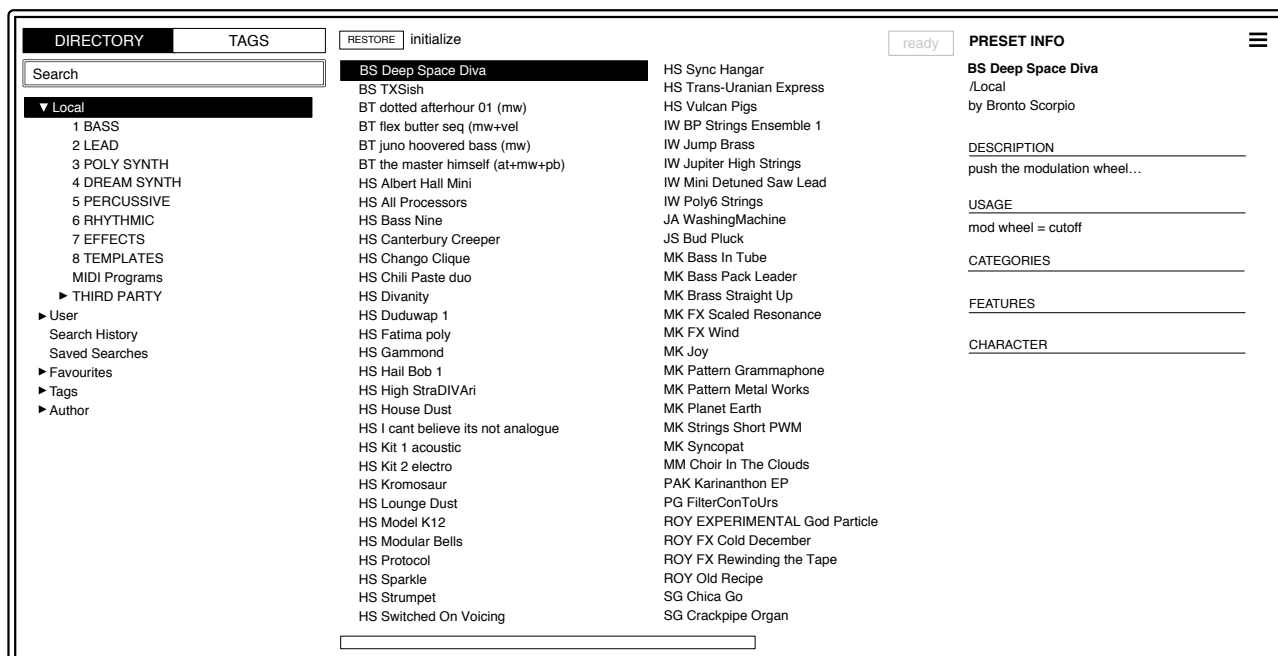 DIRECTORY TAGS
Search
▼ Local
1 BASS
2 LEAD
3 POLY SYNTH
4 DREAM SYNTH
5 PERCUSSIVE
6 RHYTHMIC
7 EFFECTS
8 TEMPLATES
MIDI Programs
► THIRD PARTY
► User
Search History
Saved Searches
► Favourites
► Tags
► Author
RESTORE initialize
ready
BS Deep Space Diva
BS TXSish
BT dotted afterhour 01 (mw)
BT flex butter seq (mw+vel
BT juno hoovered bass (mw)
BT the master himself (at+mw+pb)
HS Albert Hall Mini
HS All Processors
HS Bass Nine
HS Canterbury Creeper
HS Chango Clique
HS Chili Paste duo
HS Divanity
HS Duduwap 1
HS Fatima poly
HS Gammond
HS Hail Bob 1
HS High StraDIVAri
HS House Dust
HS I cant believe its not analogue
HS Kit 1 acoustic
HS Kit 2 electro
HS Kromosaur
HS Lounge Dust
HS Model K12
HS Modular Bells
HS Protocol
HS Sparkle
HS Strumpet
HS Switched On Voicing
HS Sync Hangar
HS Trans-Uranian Express
HS Vulcan Pigs
IW BP Strings Ensemble 1
IW Jump Brass
IW Jupiter High Strings
IW Mini Detuned Saw Lead
IW Poly6 Strings
JA WashingMachine
JS Bud Pluck
MK Bass In Tube
MK Bass Pack Leader
MK Brass Straight Up
MK FX Scaled Resonance
MK FX Wind
MK Joy
MK Pattern Grammaphone
MK Pattern Metal Works
MK Planet Earth
MK Strings Short PWM
MK Syncopat
MM Choir In The Clouds
PAK Karinanthon EP
PG FilterConToUrs
ROY EXPERIMENTAL God Particle
ROY FX Cold December
ROY FX Rewinding the Tape
ROY Old Recipe
SG Chica Go
SG Crackpipe Organ
PRESET INFO
BS Deep Space Diva
/Local
by Bronto Scorpio
DESCRIPTION
push the modulation wheel…
USAGE
mod wheel = cutoff
CATEGORIES
FEATURES
CHARACTER